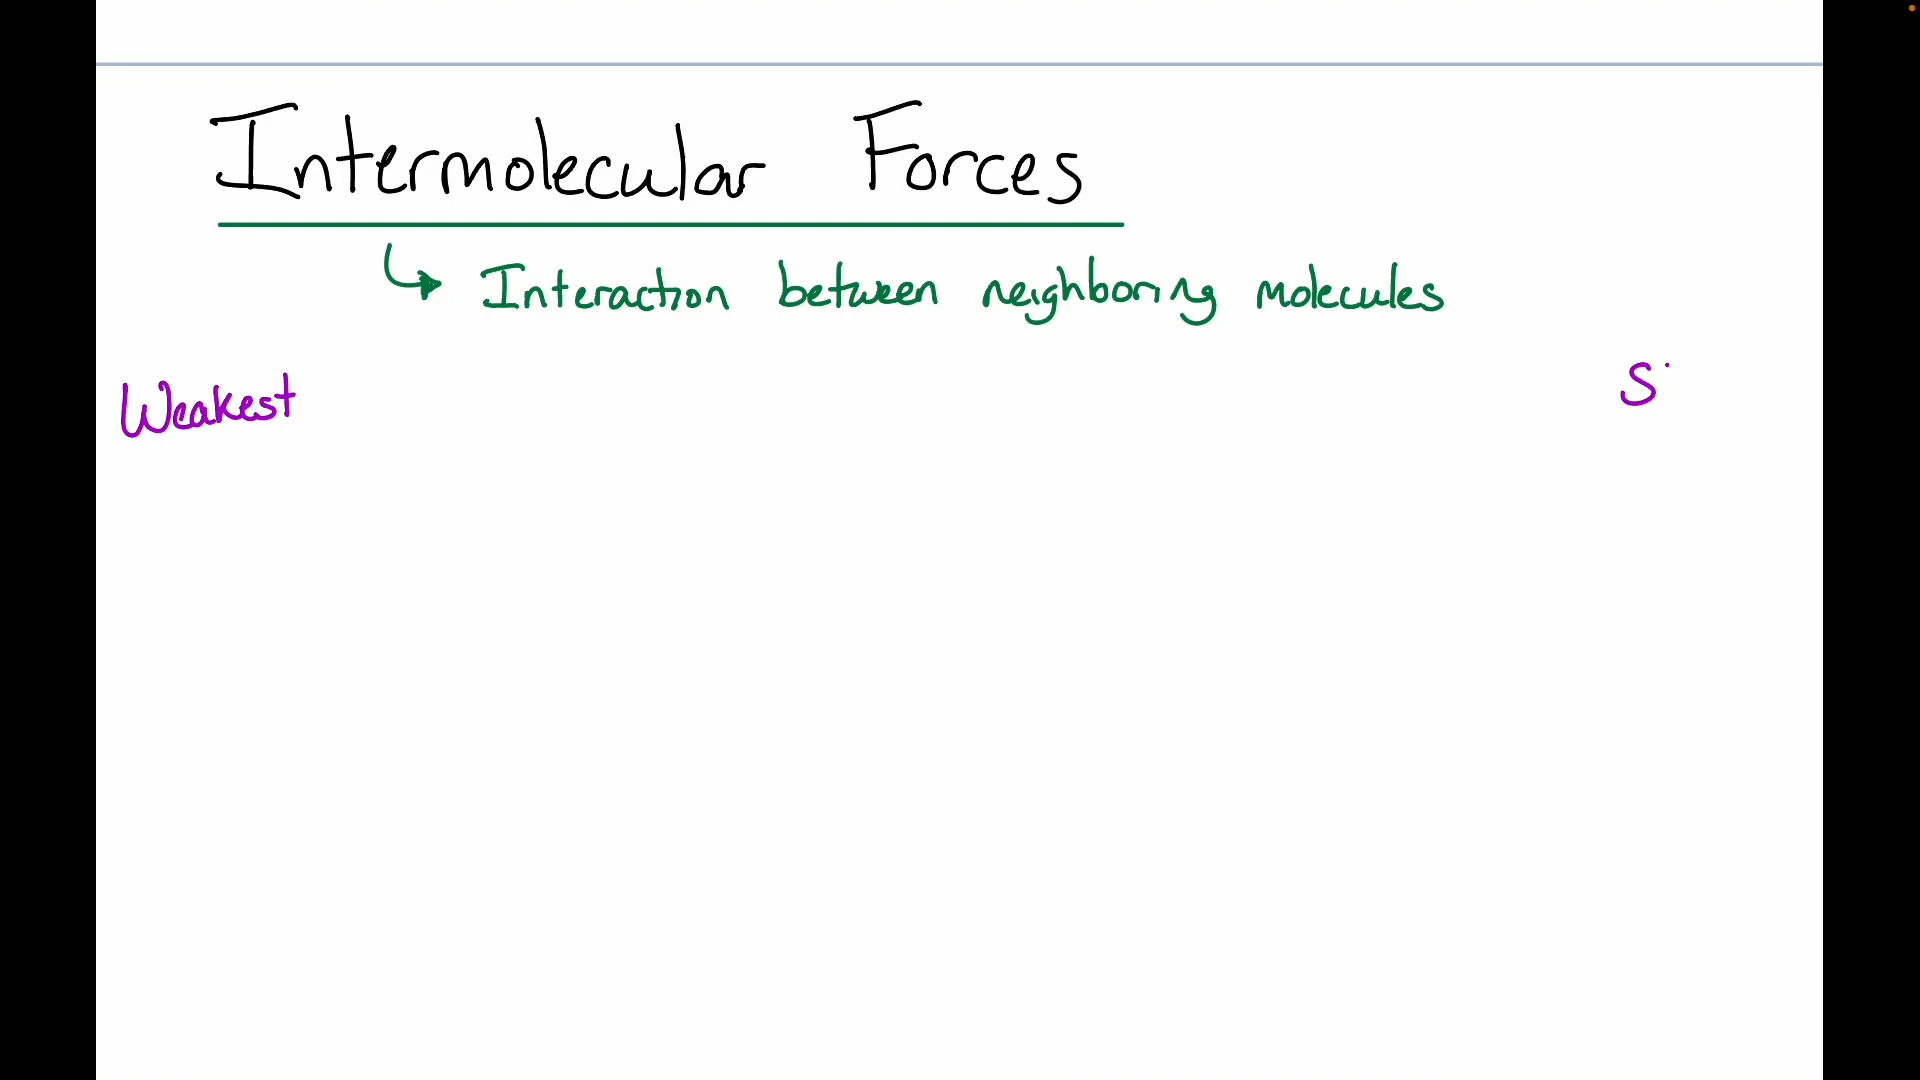 Intermolecular Forces
Interaction between neighboring molecules
Weakest S